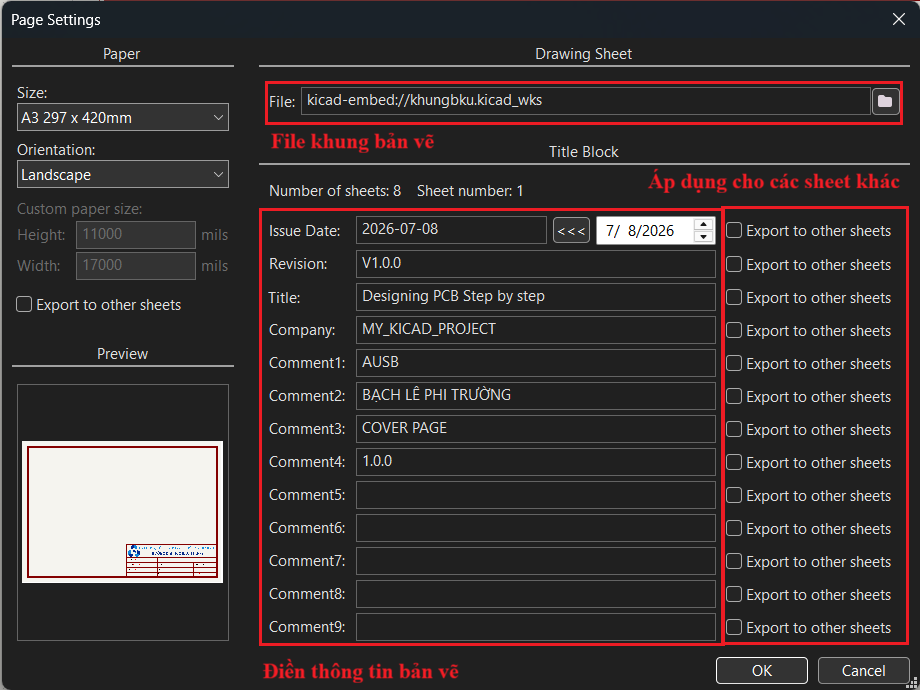 Page Settings
Paper
Drawing Sheet
Size:
A3 297 x 420mm
File: kicad-embed://khungbku.kicad_wks
File khung bản vẽ
Orientation:
Landscape
Title Block
Number of sheets: 8 Sheet number: 1
Áp dụng cho các sheet khác
Custom paper size:
Height: 11000 mils
Width: 17000 mils
Export to other sheets
Preview
Issue Date: 2026-07-08 <<< 7/ 8/2026 Export to other sheets
Revision: V1.0.0 Export to other sheets
Title: Designing PCB Step by step Export to other sheets
Company: MY_KICAD_PROJECT Export to other sheets
Comment1: AUSB Export to other sheets
Comment2: BẠCH LÊ PHI TRƯỜNG Export to other sheets
Comment3: COVER PAGE Export to other sheets
Comment4: 1.0.0 Export to other sheets
Comment5: Export to other sheets
Comment6: Export to other sheets
Comment7: Export to other sheets
Comment8: Export to other sheets
Comment9: Export to other sheets
Điền thông tin bản vẽ
OK Cancel